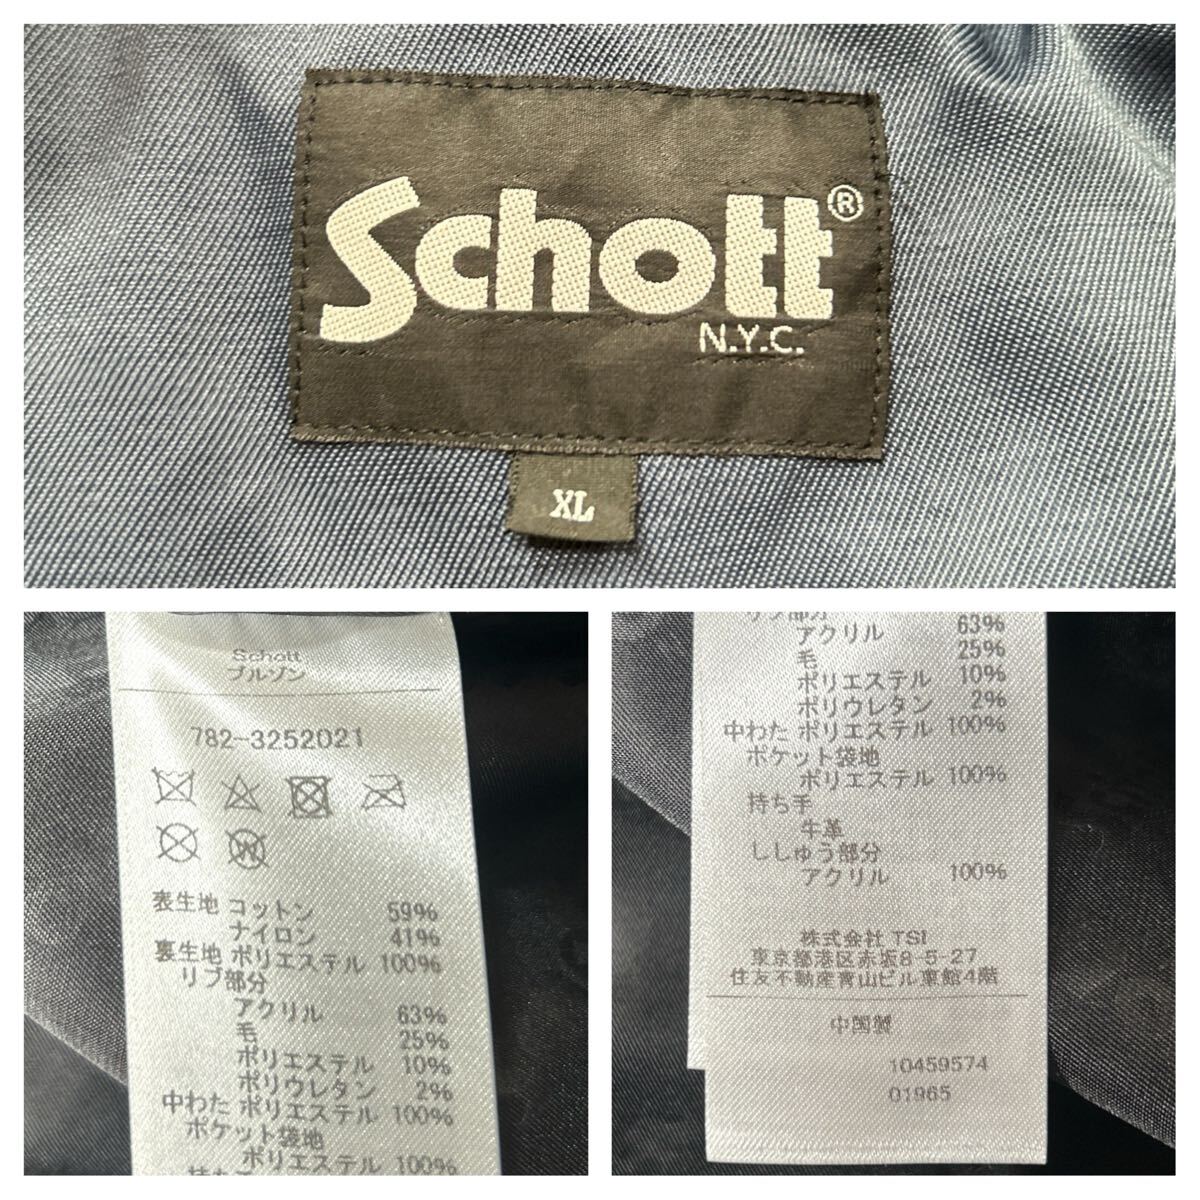 Schott®
N.Y.C.
XL
Schott
ブルゾン
782-3252021
W
表生地 コットン 59%
ナイロン 41%
裏生地 ポリエステル 100%
リブ部分
アクリル 63%
毛 25%
ポリエステル 10%
ポリウレタン 2%
中わた ポリエステル 100%
ポケット袋地
ポリエステル 100%
リブ部分
アクリル 63%
毛 25%
ポリエステル 10%
ポリウレタン 2%
中わた ポリエステル 100%
ポケット袋地
ポリエステル 100%
持ち毛
牛革
ししゅう部分
アクリル 100%
株式会社 TSI
東京都港区赤坂8-5-27
住友不動産青山ビル東館4階
中国製
10459574
01965